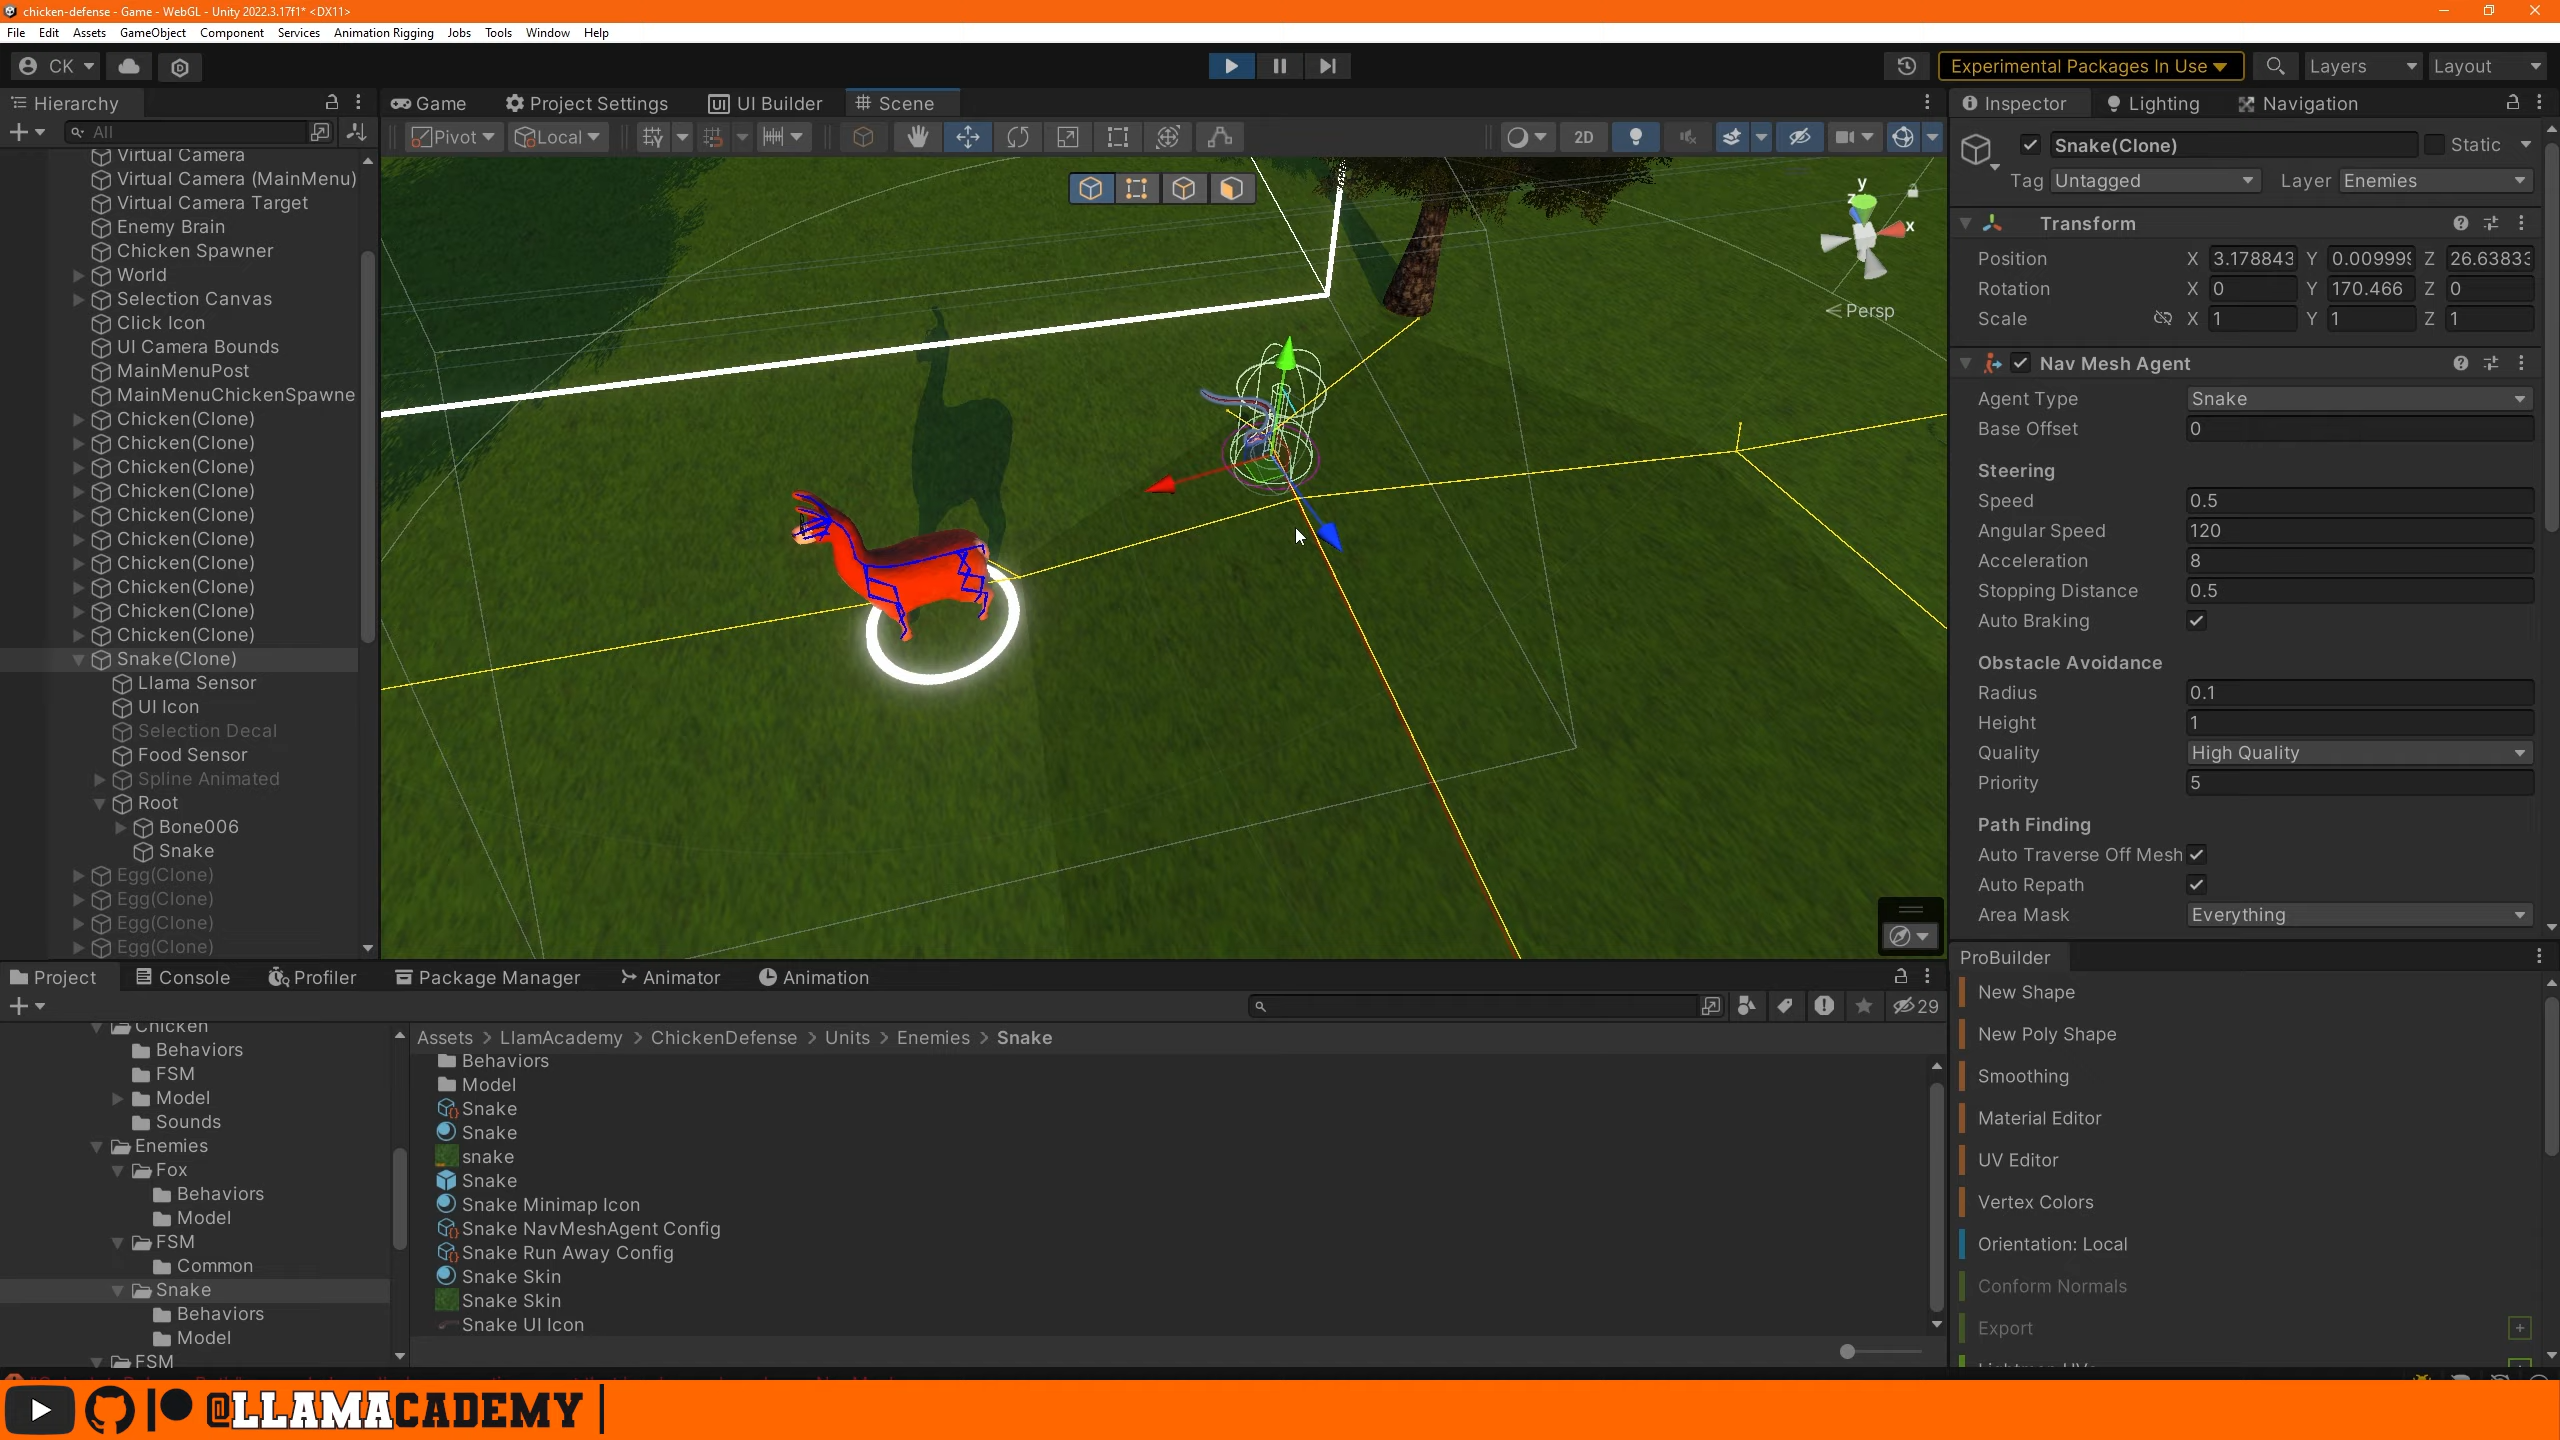 chicken-defense - Game - WebGL - Unity 2022.3.17f1* <DX11>
File Edit Assets GameObject Component Services Animation Rigging Jobs Tools Window Help
CK
Experimental Packages In Use
Layers
Layout
Hierarchy
All
Virtual Camera
Virtual Camera (MainMenu)
Virtual Camera Target
Enemy Brain
Chicken Spawner
World
Selection Canvas
Click Icon
UI Camera Bounds
MainMenuPost
MainMenuChickenSpawne
Chicken(Clone)
Chicken(Clone)
Chicken(Clone)
Chicken(Clone)
Chicken(Clone)
Chicken(Clone)
Chicken(Clone)
Chicken(Clone)
Chicken(Clone)
Chicken(Clone)
Snake(Clone)
Llama Sensor
UI Icon
Selection Decal
Food Sensor
Spline Animated
Root
Bone006
Snake
Egg(Clone)
Egg(Clone)
Egg(Clone)
Egg(Clone)
Game Project Settings UI Builder Scene
Pivot Local 2D
y
z
x
Persp
Inspector Lighting Navigation
Snake(Clone) Static
Tag Untagged Layer Enemies
Transform
Position X 3.178843 Y 0.009999 Z 26.63833
Rotation X 0 Y 170.466 Z 0
Scale X 1 Y 1 Z 1
Nav Mesh Agent
Agent Type Snake
Base Offset 0
Steering
Speed 0.5
Angular Speed 120
Acceleration 8
Stopping Distance 0.5
Auto Braking
Obstacle Avoidance
Radius 0.1
Height 1
Quality High Quality
Priority 5
Path Finding
Auto Traverse Off Mesh
Auto Repath
Area Mask Everything
Project Console Profiler Package Manager Animator Animation
29
Chicken
Behaviors
FSM
Model
Sounds
Enemies
Fox
Behaviors
Model
FSM
Common
Snake
Behaviors
Model
FSM
Assets > LlamAcademy > ChickenDefense > Units > Enemies > Snake
Behaviors
Model
Snake
Snake
snake
Snake
Snake Minimap Icon
Snake NavMeshAgent Config
Snake Run Away Config
Snake Skin
Snake Skin
Snake UI Icon
ProBuilder
New Shape
New Poly Shape
Smoothing
Material Editor
UV Editor
Vertex Colors
Orientation: Local
Conform Normals
Export
@LLAMACADEMY